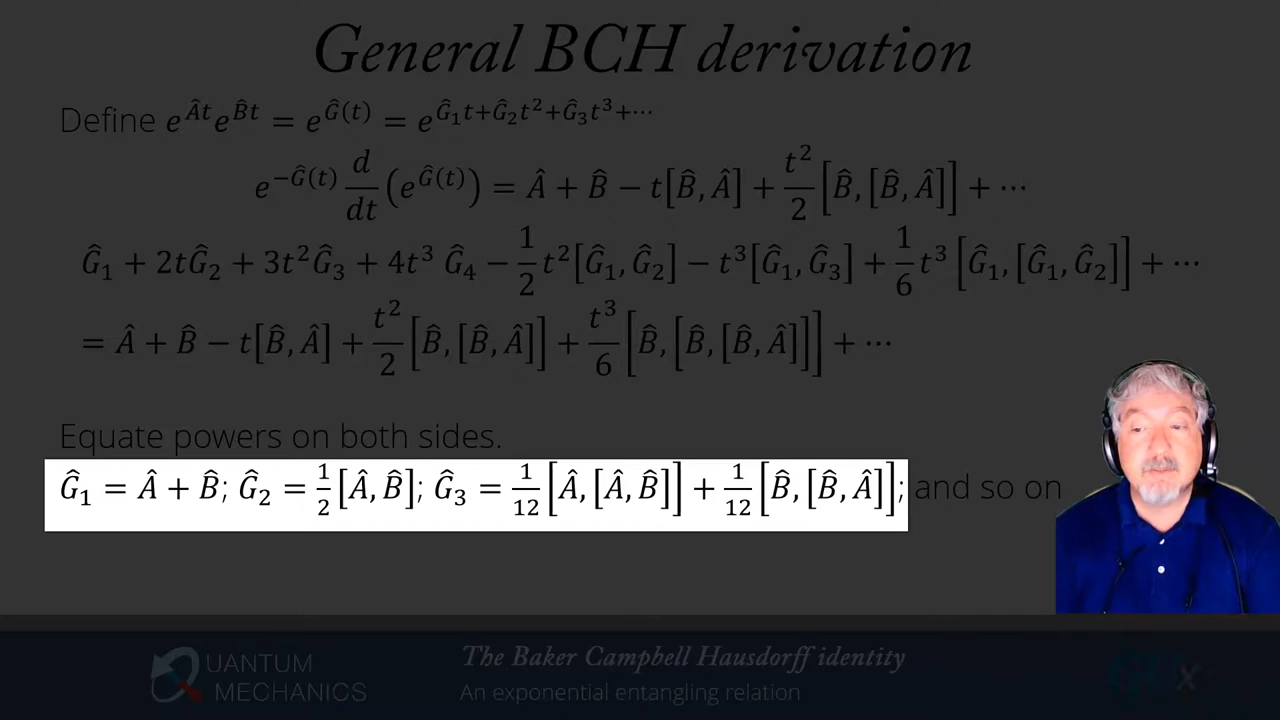 General BCH derivation
Define e^{Ât}e^{B̂t} = e^{Ĝ(t)} = e^{Ĝ₁t+Ĝ₂t²+Ĝ₃t³+⋯}
e^{-Ĝ(t)} d/dt (e^{Ĝ(t)}) = Â + B̂ − t[B̂, Â] + t²/2 [B̂, [B̂, Â]] + ⋯
Ĝ₁ + 2tĜ₂ + 3t²Ĝ₃ + 4t³ Ĝ₄ − 1/2 t²[Ĝ₁, Ĝ₂] − t³[Ĝ₁, Ĝ₃] + 1/6 t³ [Ĝ₁, [Ĝ₁, Ĝ₂]] + ⋯
= Â + B̂ − t[B̂, Â] + t²/2 [B̂, [B̂, Â]] + t³/6 [B̂, [B̂, [B̂, Â]]] + ⋯
Equate powers on both sides.
Ĝ₁ = Â + B̂; Ĝ₂ = 1/2 [Â, B̂]; Ĝ₃ = 1/12 [Â, [Â, B̂]] + 1/12 [B̂, [B̂, Â]]; and so on
QUANTUM
MECHANICS
The Baker Campbell Hausdorff identity
An exponential entangling relation